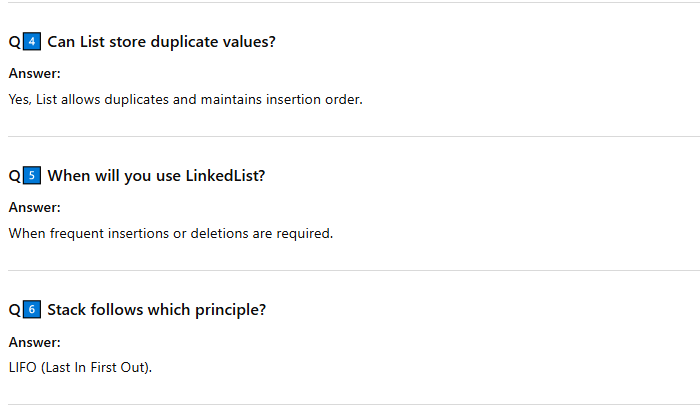 Q4 Can List store duplicate values?
Answer:
Yes, List allows duplicates and maintains insertion order.
Q5 When will you use LinkedList?
Answer:
When frequent insertions or deletions are required.
Q6 Stack follows which principle?
Answer:
LIFO (Last In First Out).